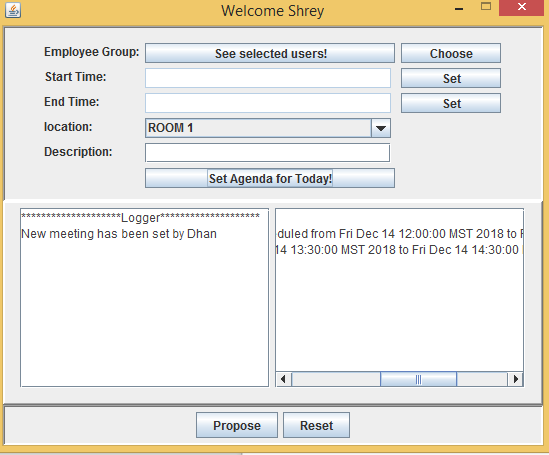 Welcome Shrey
Employee Group: See selected users! Choose
Start Time: Set
End Time: Set
location: ROOM 1
Description:
Set Agenda for Today!
********************Logger********************
New meeting has been set by Dhan
duled from Fri Dec 14 12:00:00 MST 2018 to F
14 13:30:00 MST 2018 to Fri Dec 14 14:30:00
Propose Reset